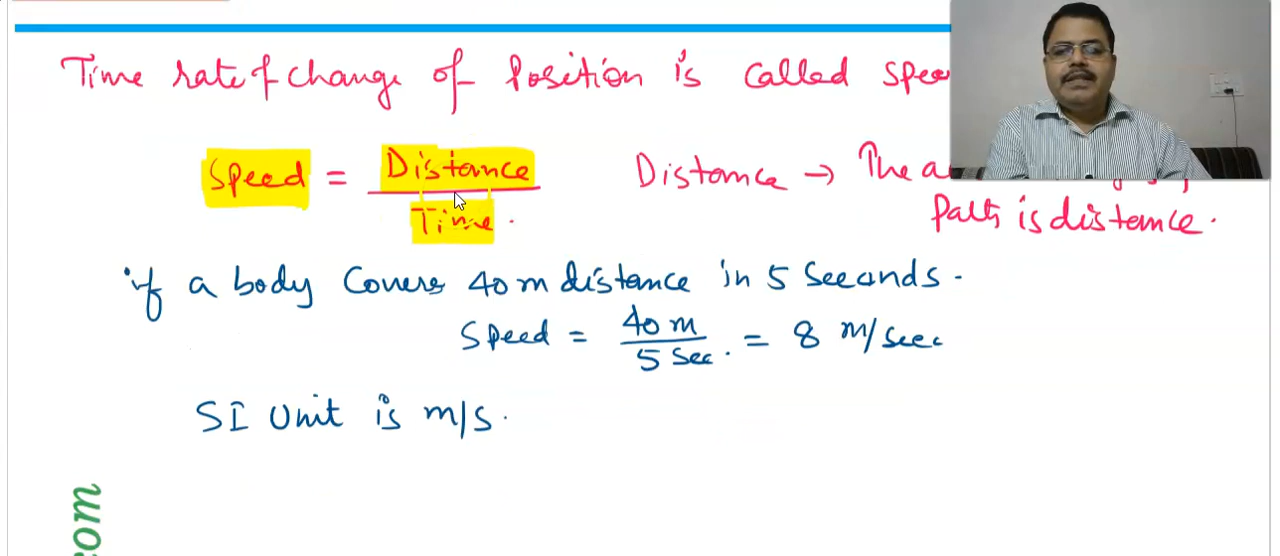 Time rate of change of Position is called
Speed = Distance / Time.
Distance → The
Path is distance.
if a body Covers 40 m distance in 5 Seconds.
Speed = 40 m / 5 Sec. = 8 m/sec
SI Unit is m/s.
com